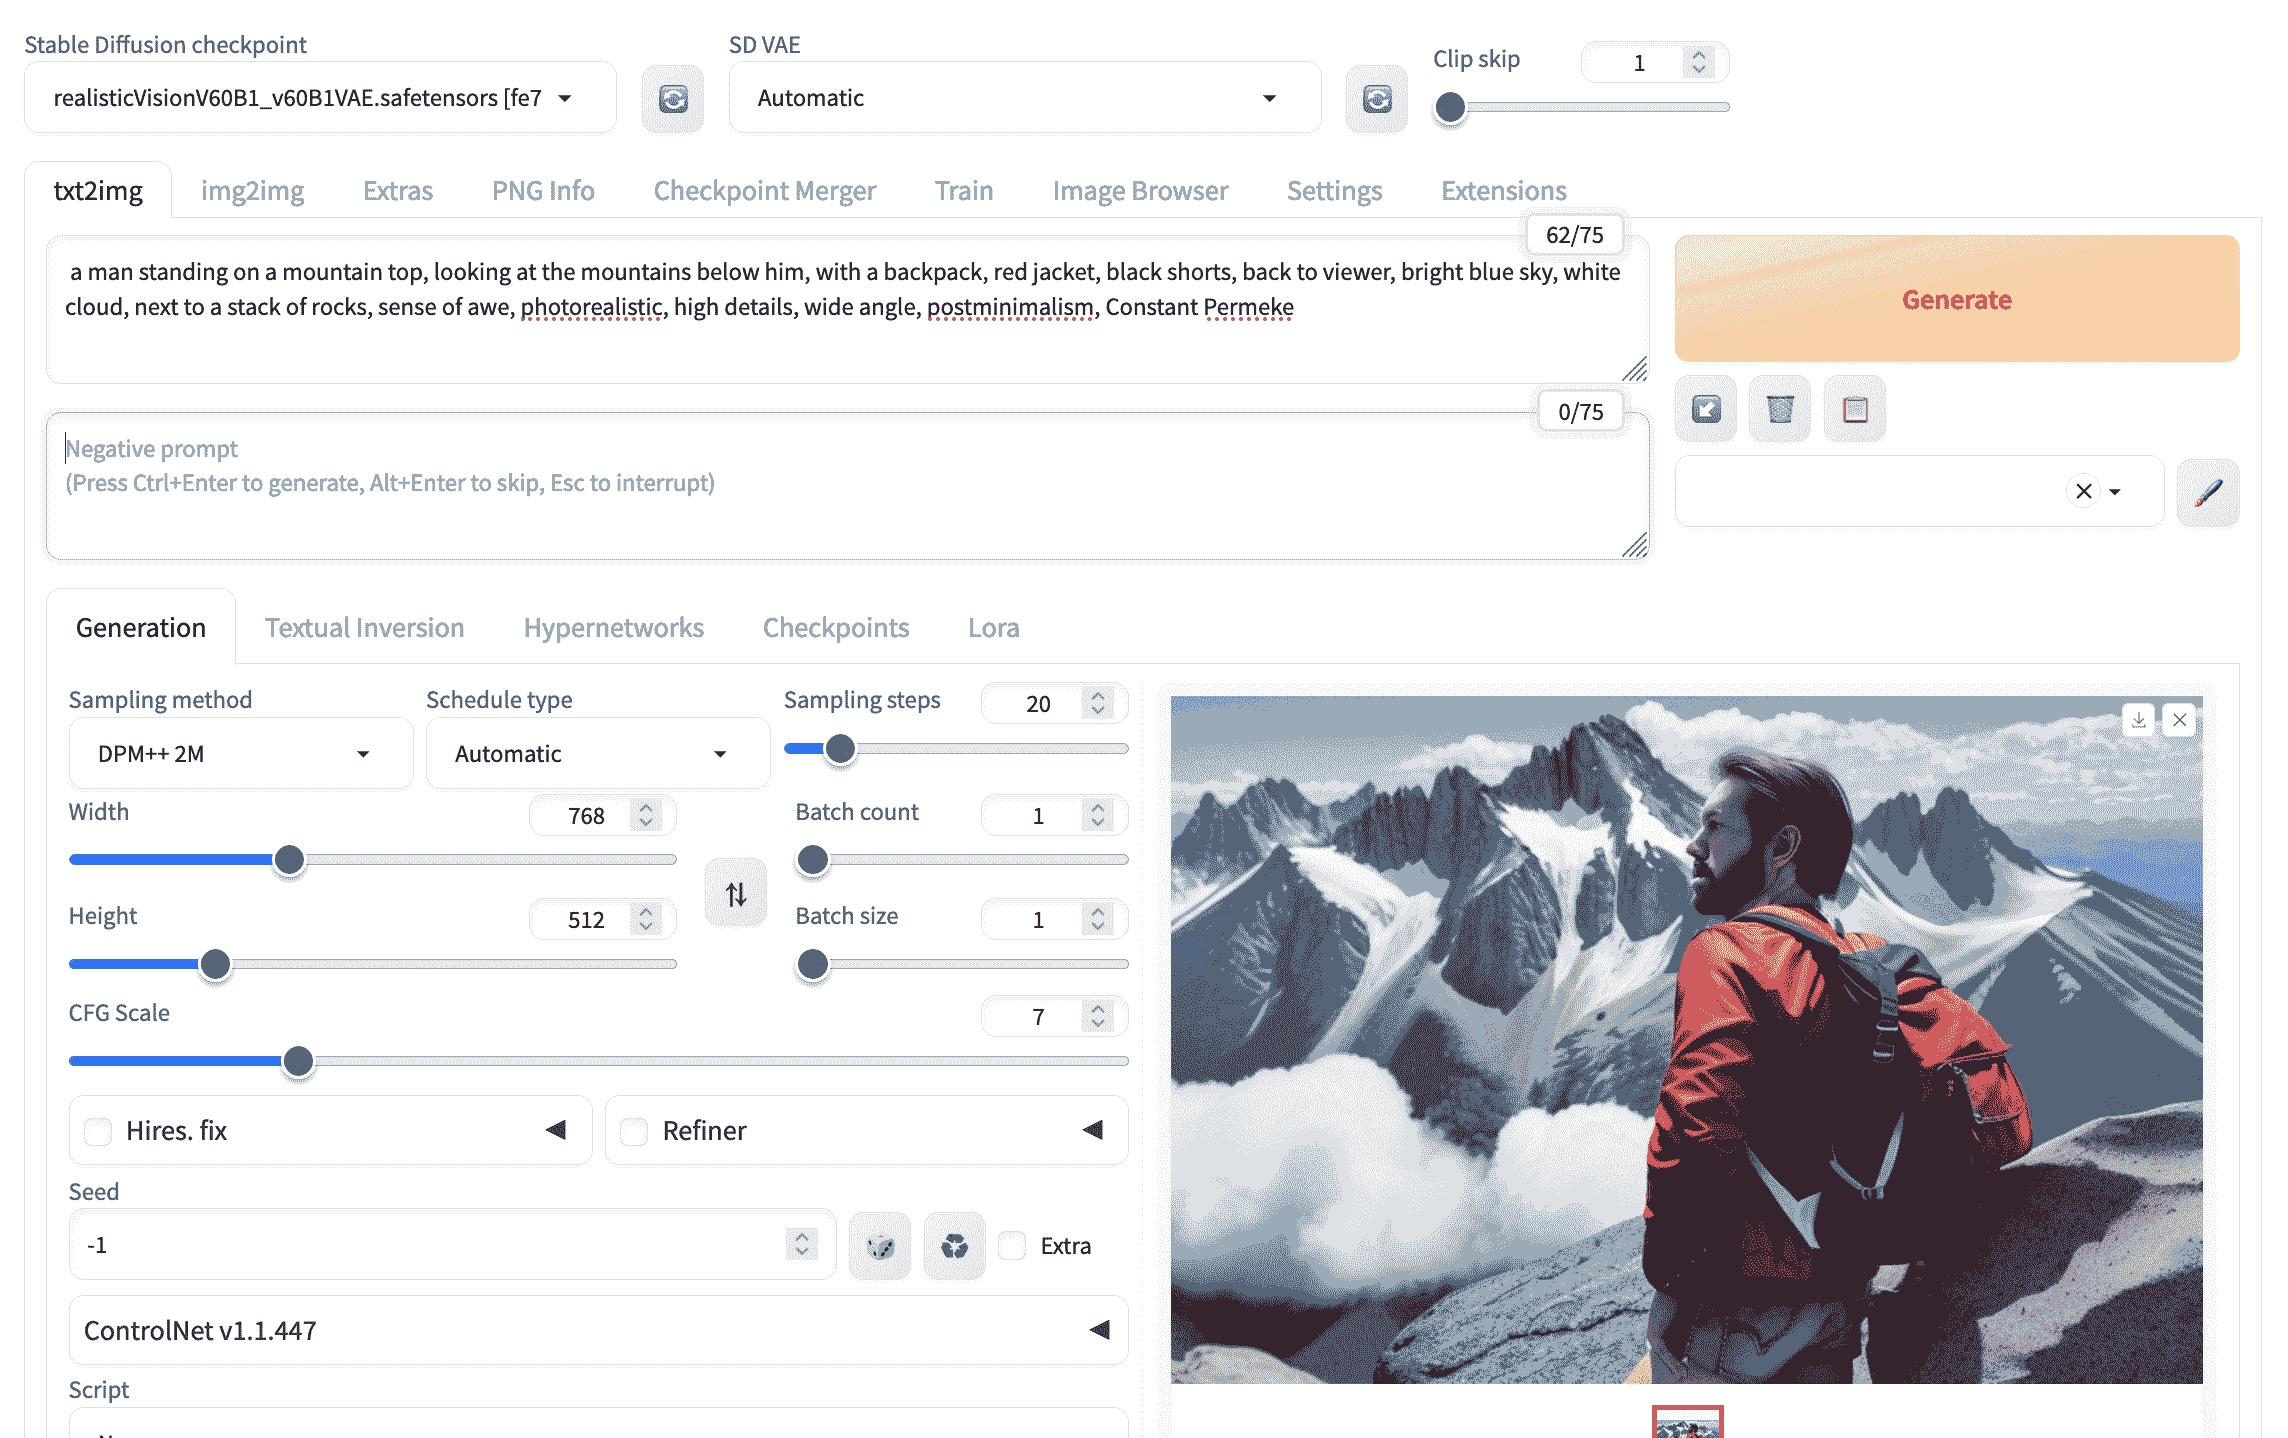 Stable Diffusion checkpoint
SD VAE
Clip skip
1
realisticVisionV60B1_v60B1VAE.safetensors [fe7
Automatic
txt2img
img2img
Extras
PNG Info
Checkpoint Merger
Train
Image Browser
Settings
Extensions
62/75
a man standing on a mountain top, looking at the mountains below him, with a backpack, red jacket, black shorts, back to viewer, bright blue sky, white
cloud, next to a stack of rocks, sense of awe, photorealistic, high details, wide angle, postminimalism, Constant Permeke
Generate
0/75
Negative prompt
(Press Ctrl+Enter to generate, Alt+Enter to skip, Esc to interrupt)
Generation
Textual Inversion
Hypernetworks
Checkpoints
Lora
Sampling method
Schedule type
Sampling steps
20
DPM++ 2M
Automatic
Width
768
Batch count
1
Height
512
Batch size
1
CFG Scale
7
Hires. fix
Refiner
Seed
-1
Extra
ControlNet v1.1.447
Script